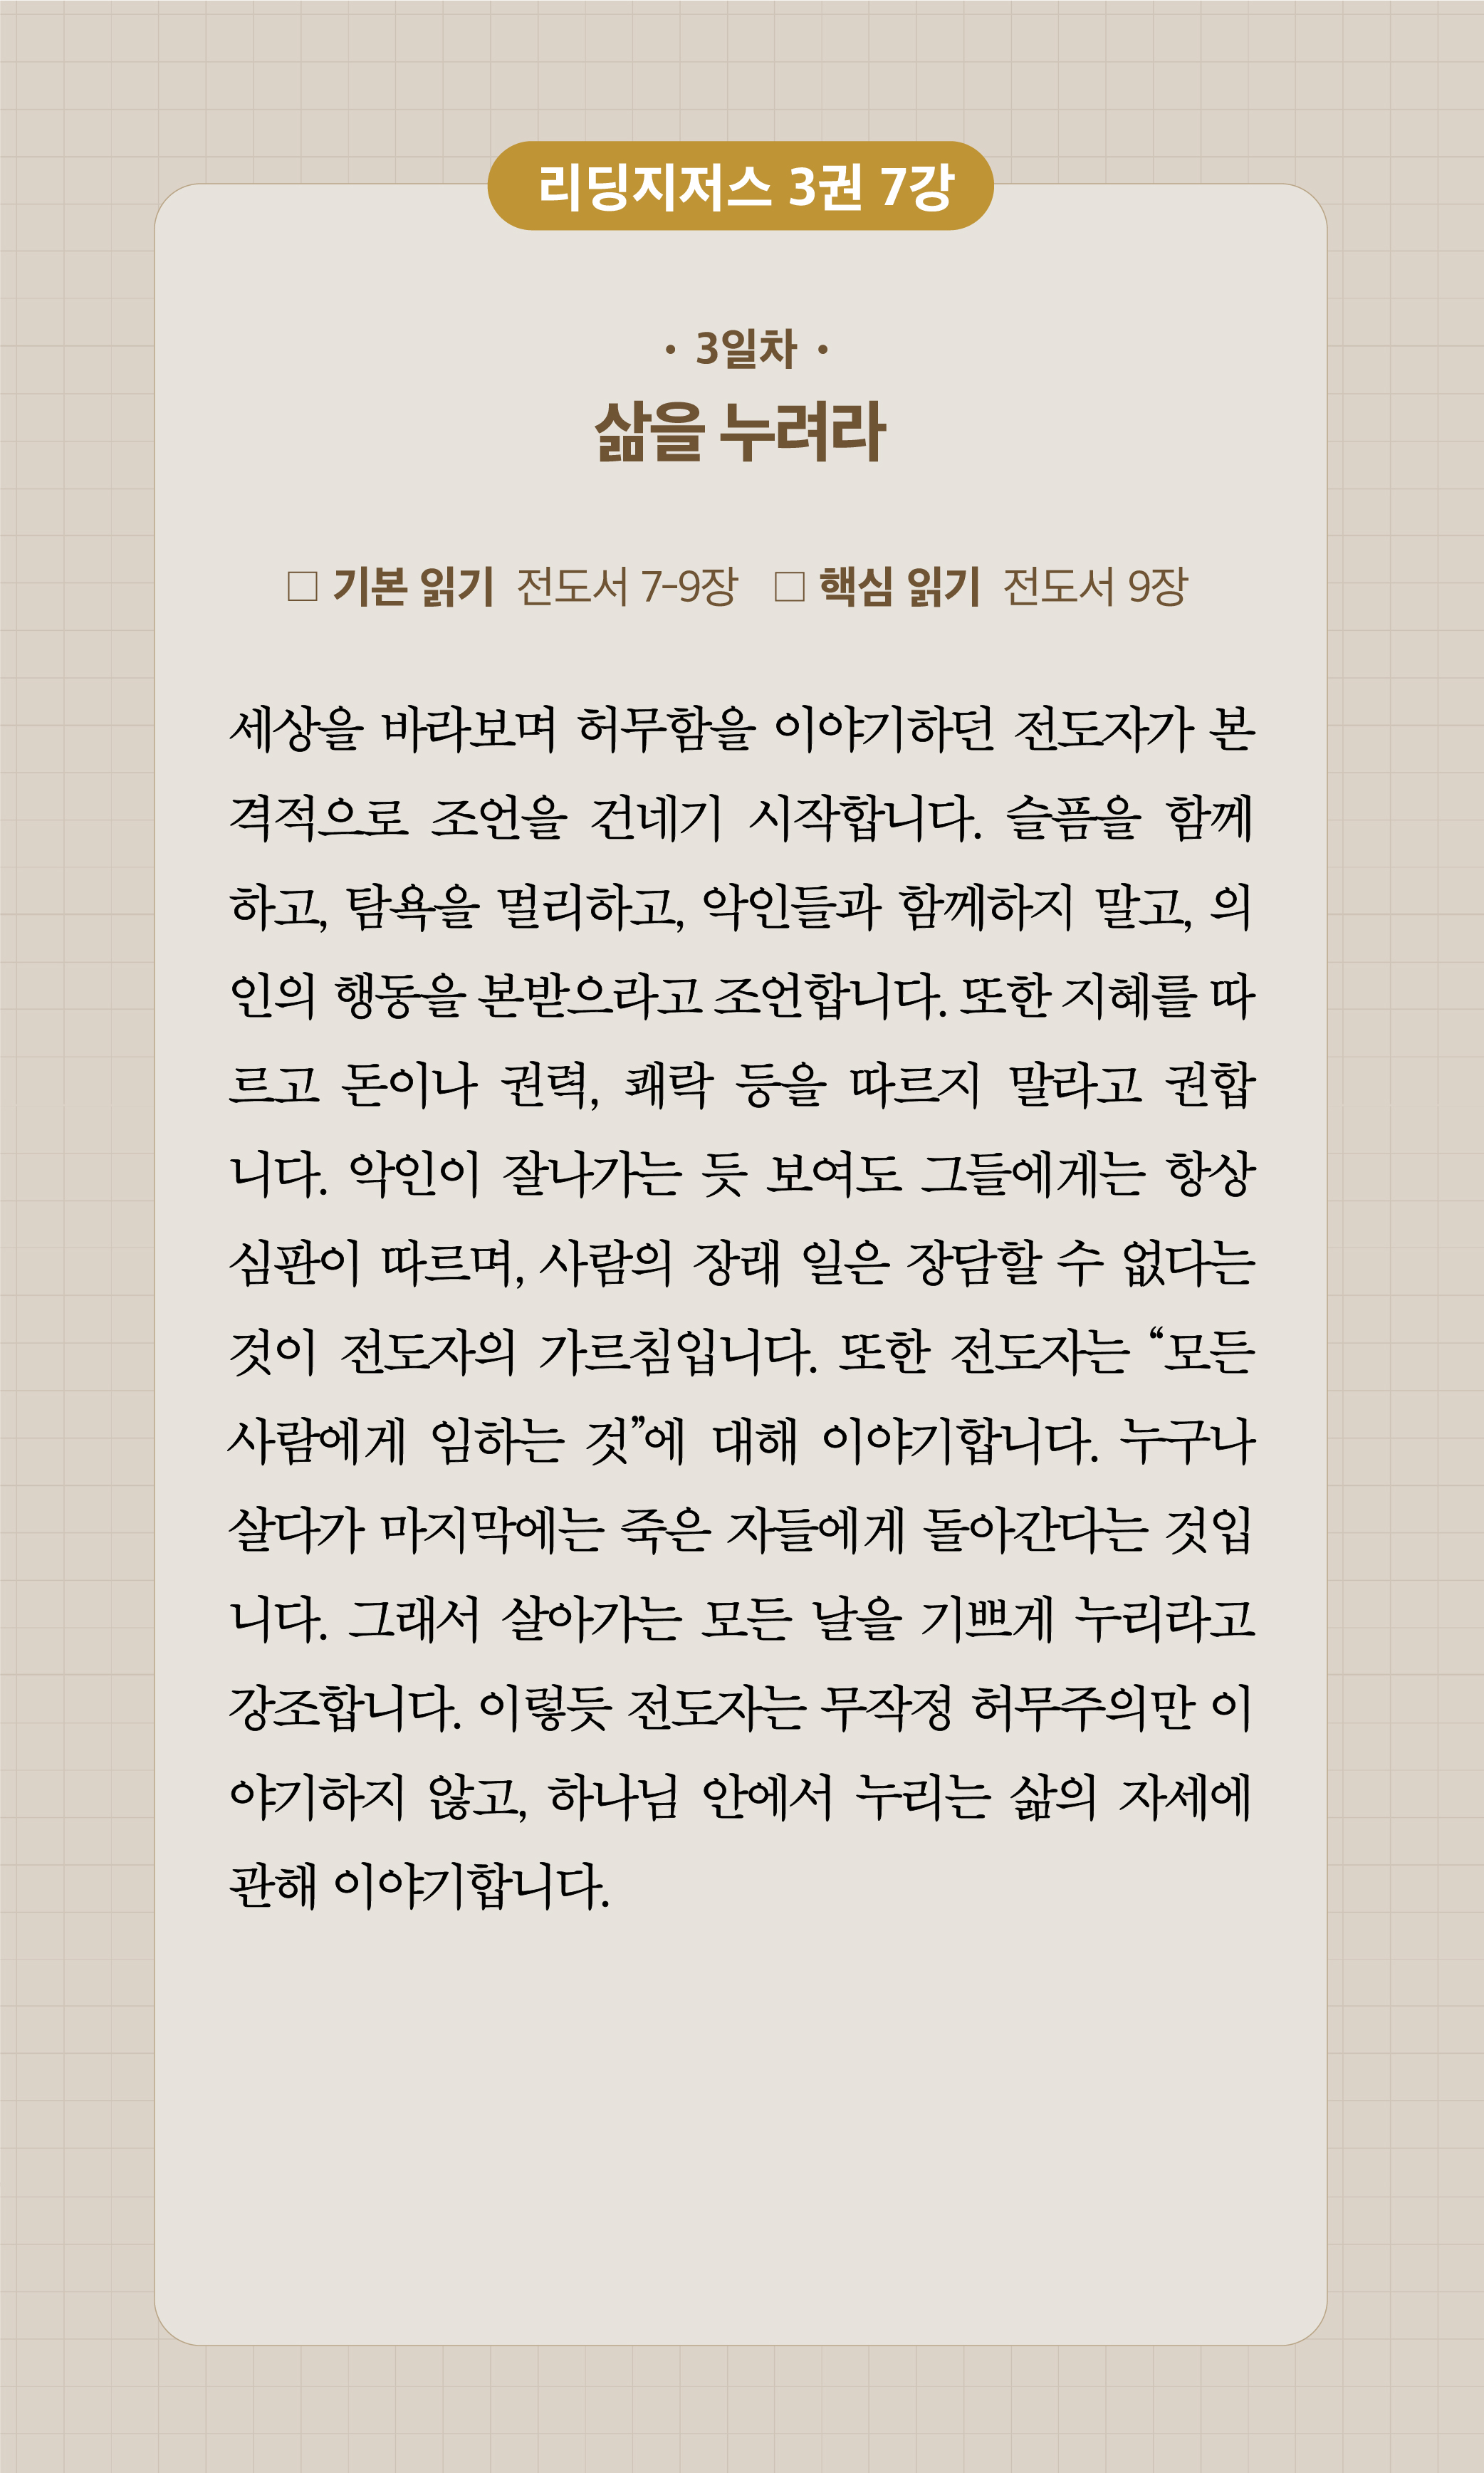 리딩지저스 3권 7강
· 3일차 ·
삶을 누려라
□ 기본 읽기 전도서 7-9장 □ 핵심 읽기 전도서 9장
세상을 바라보며 허무함을 이야기하던 전도자가 본
격적으로 조언을 건네기 시작합니다. 슬픔을 함께
하고, 탐욕을 멀리하고, 악인들과 함께하지 말고, 의
인의 행동을 본받으라고 조언합니다. 또한 지혜를 따
르고 돈이나 권력, 쾌락 등을 따르지 말라고 권합
니다. 악인이 잘나가는 듯 보여도 그들에게는 항상
심판이 따르며, 사람의 장래 일은 장담할 수 없다는
것이 전도자의 가르침입니다. 또한 전도자는 “모든
사람에게 임하는 것”에 대해 이야기합니다. 누구나
살다가 마지막에는 죽은 자들에게 돌아간다는 것입
니다. 그래서 살아가는 모든 날을 기쁘게 누리라고
강조합니다. 이렇듯 전도자는 무작정 허무주의만 이
야기하지 않고, 하나님 안에서 누리는 삶의 자세에
관해 이야기합니다.